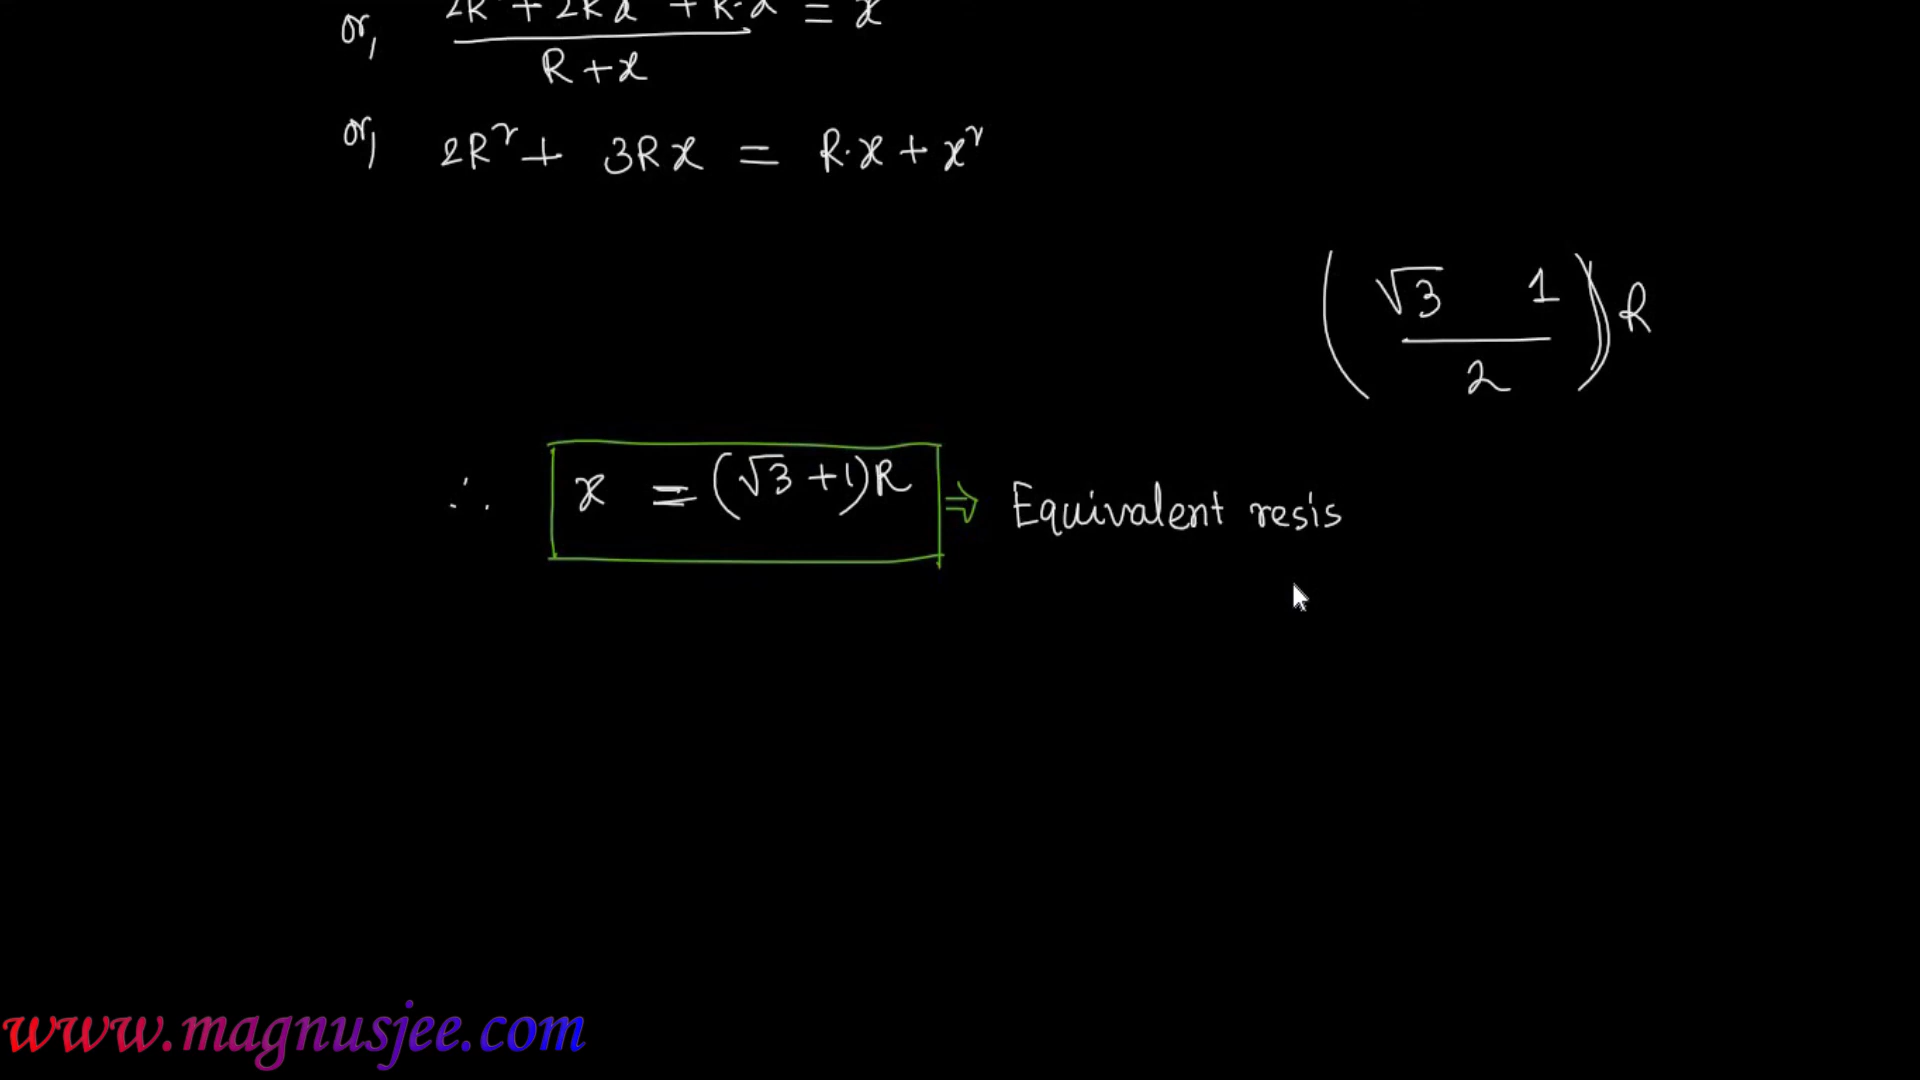 or, 2R² + 2Rx + R·x / R + x = x
or, 2R² + 3Rx = R·x + x²
(√3 1 / 2) R
∴ x = (√3 + 1)R ⇒ Equivalent resis
www.magnusjee.com